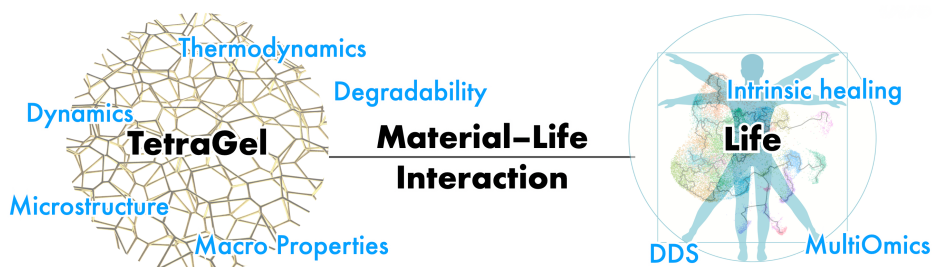 Thermodynamics
Degradability
Intrinsic healing
Dynamics
TetraGel
Material–Life
Interaction
Life
Microstructure
Macro Properties
DDS
MultiOmics